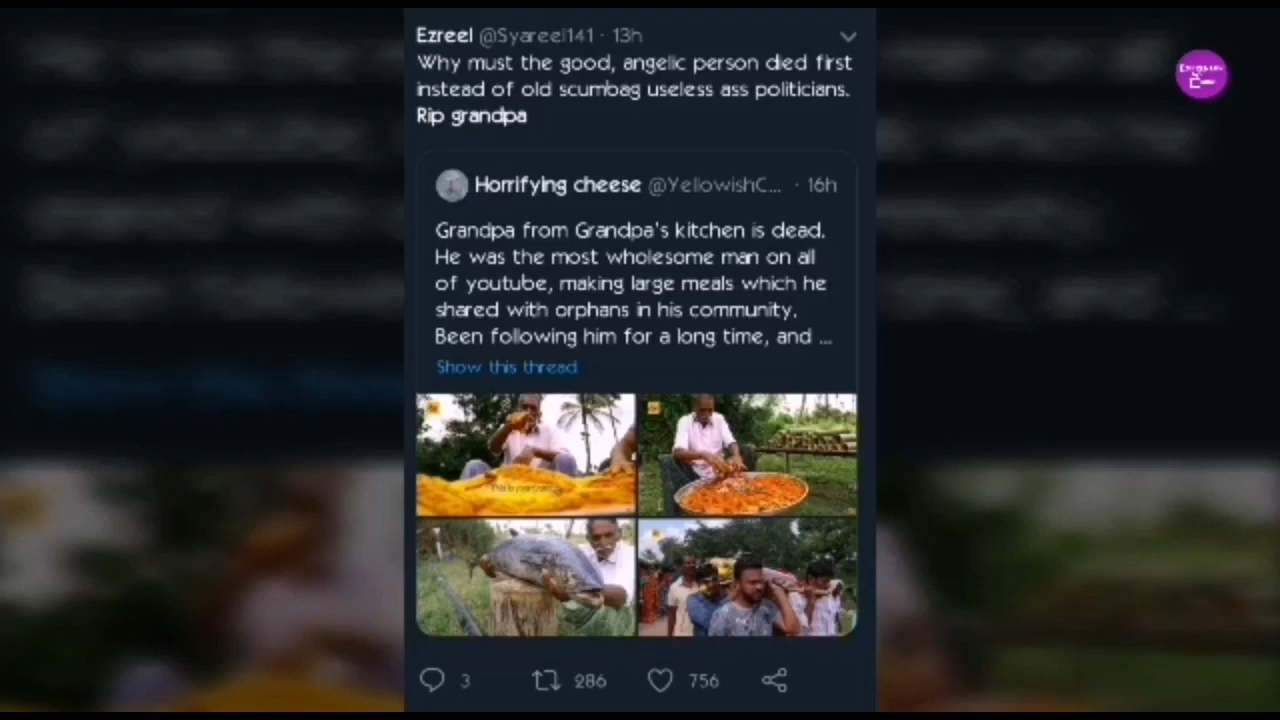 Ezreel @Syareel141 · 13h
Why must the good, angelic person died first
instead of old scumbag useless ass politicians.
Rip grandpa
Horrifying cheese @YellowishC... · 16h
Grandpa from Grandpa's kitchen is dead.
He was the most wholesome man on all
of youtube, making large meals which he
shared with orphans in his community.
Been following him for a long time, and ...
Show this thread
3 286 756